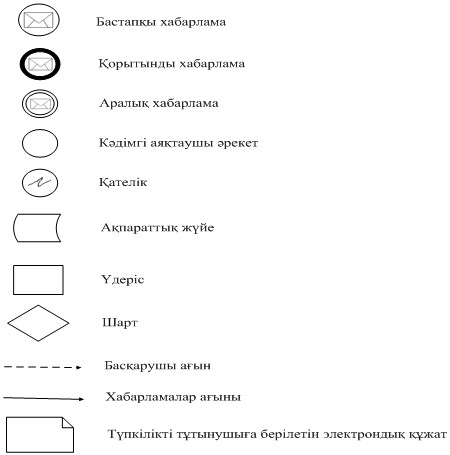 Бастапқы хабарлама
Қорытынды хабарлама
Аралық хабарлама
Кәдімгі аяқтаушы әрекет
Қателік
Ақпараттық жүйе
Үдеріс
Шарт
Басқарушы ағын
Хабарламалар ағыны
Түпкілікті тұтынушыға берілетін электрондық құжат